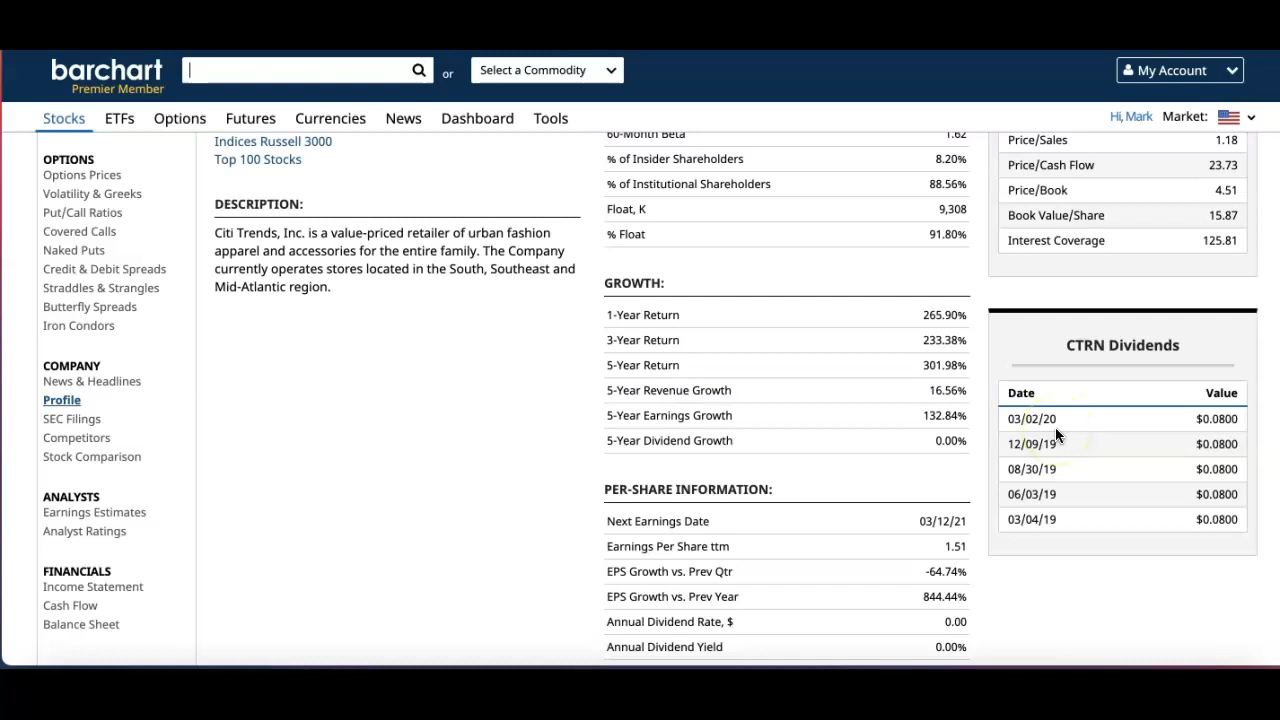 barchart
Premier Member
or
Select a Commodity
My Account
Stocks ETFs Options Futures Currencies News Dashboard Tools
Hi, Mark Market:
OPTIONS
Options Prices
Volatility & Greeks
Put/Call Ratios
Covered Calls
Naked Puts
Credit & Debit Spreads
Straddles & Strangles
Butterfly Spreads
Iron Condors
COMPANY
News & Headlines
Profile
SEC Filings
Competitors
Stock Comparison
ANALYSTS
Earnings Estimates
Analyst Ratings
FINANCIALS
Income Statement
Cash Flow
Balance Sheet
Indices Russell 3000
Top 100 Stocks
DESCRIPTION:
Citi Trends, Inc. is a value-priced retailer of urban fashion
apparel and accessories for the entire family. The Company
currently operates stores located in the South, Southeast and
Mid-Atlantic region.
60-Month Beta 1.62
% of Insider Shareholders 8.20%
% of Institutional Shareholders 88.56%
Float, K 9,308
% Float 91.80%
GROWTH:
1-Year Return 265.90%
3-Year Return 233.38%
5-Year Return 301.98%
5-Year Revenue Growth 16.56%
5-Year Earnings Growth 132.84%
5-Year Dividend Growth 0.00%
PER-SHARE INFORMATION:
Next Earnings Date 03/12/21
Earnings Per Share ttm 1.51
EPS Growth vs. Prev Qtr -64.74%
EPS Growth vs. Prev Year 844.44%
Annual Dividend Rate, $ 0.00
Annual Dividend Yield 0.00%
Price/Sales 1.18
Price/Cash Flow 23.73
Price/Book 4.51
Book Value/Share 15.87
Interest Coverage 125.81
CTRN Dividends
Date Value
03/02/20 $0.0800
12/09/19 $0.0800
08/30/19 $0.0800
06/03/19 $0.0800
03/04/19 $0.0800